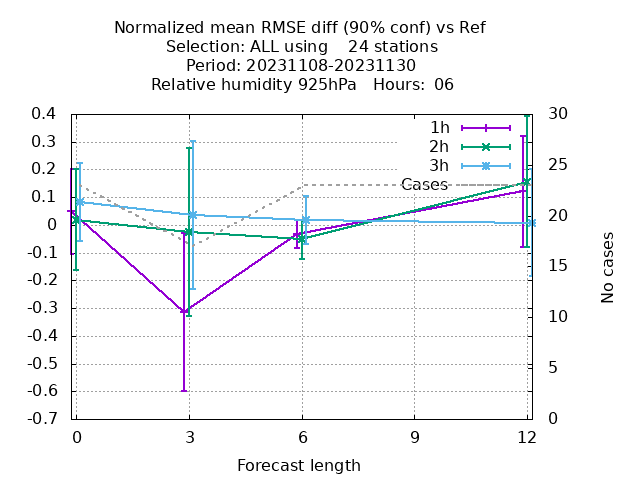 Normalized mean RMSE diff (90% conf) vs Ref
Selection: ALL using    24 stations
Period: 20231108-20231130
Relative humidity 925hPa   Hours: 06
0.4
0.3
0.2
0.1
0
-0.1
-0.2
-0.3
-0.4
-0.5
-0.6
-0.7
30
25
20
15
10
5
0
1h
2h
3h
Cases
No cases
0 3 6 9 12
Forecast length